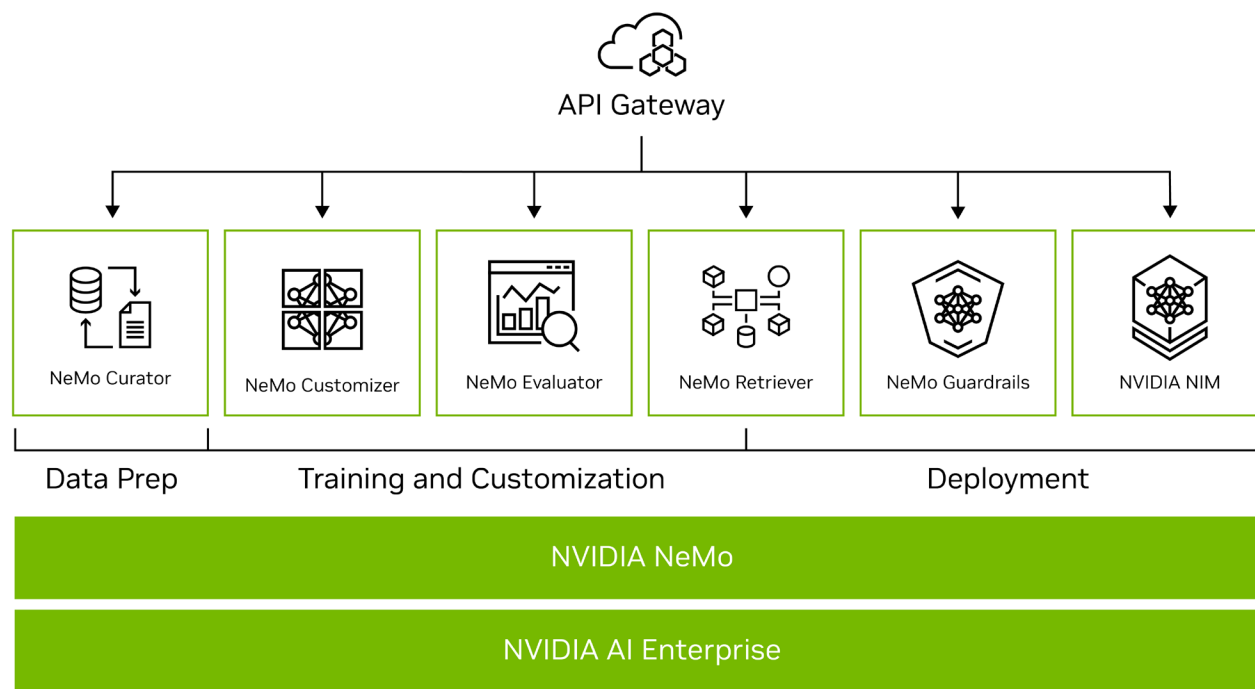 API Gateway
NeMo Curator
NeMo Customizer
NeMo Evaluator
NeMo Retriever
NeMo Guardrails
NVIDIA NIM
Data Prep
Training and Customization
Deployment
NVIDIA NeMo
NVIDIA AI Enterprise